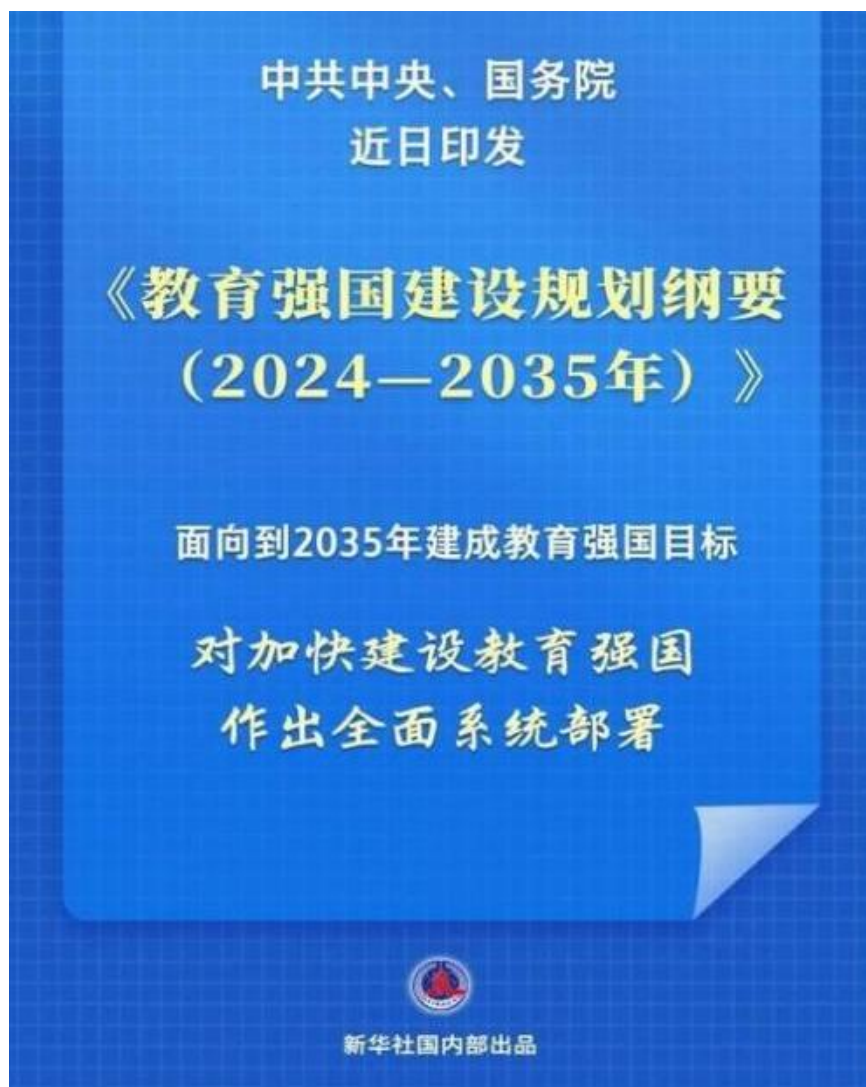 中共中央、国务院
近日印发
《教育强国建设规划纲要
（2024—2035年）》
面向到2035年建成教育强国目标
对加快建设教育强国
作出全面系统部署
新华社国内部出品